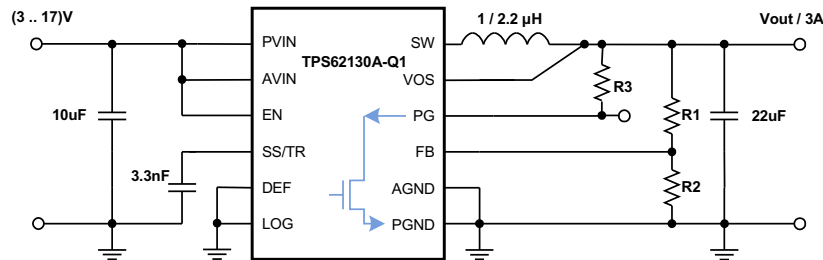 (3 .. 17)V
1 / 2.2 µH
Vout / 3A
PVIN
SW
TPS62130A-Q1
AVIN
VOS
R3
10uF
EN
PG
R1
22uF
SS/TR
FB
3.3nF
DEF
AGND
R2
LOG
PGND